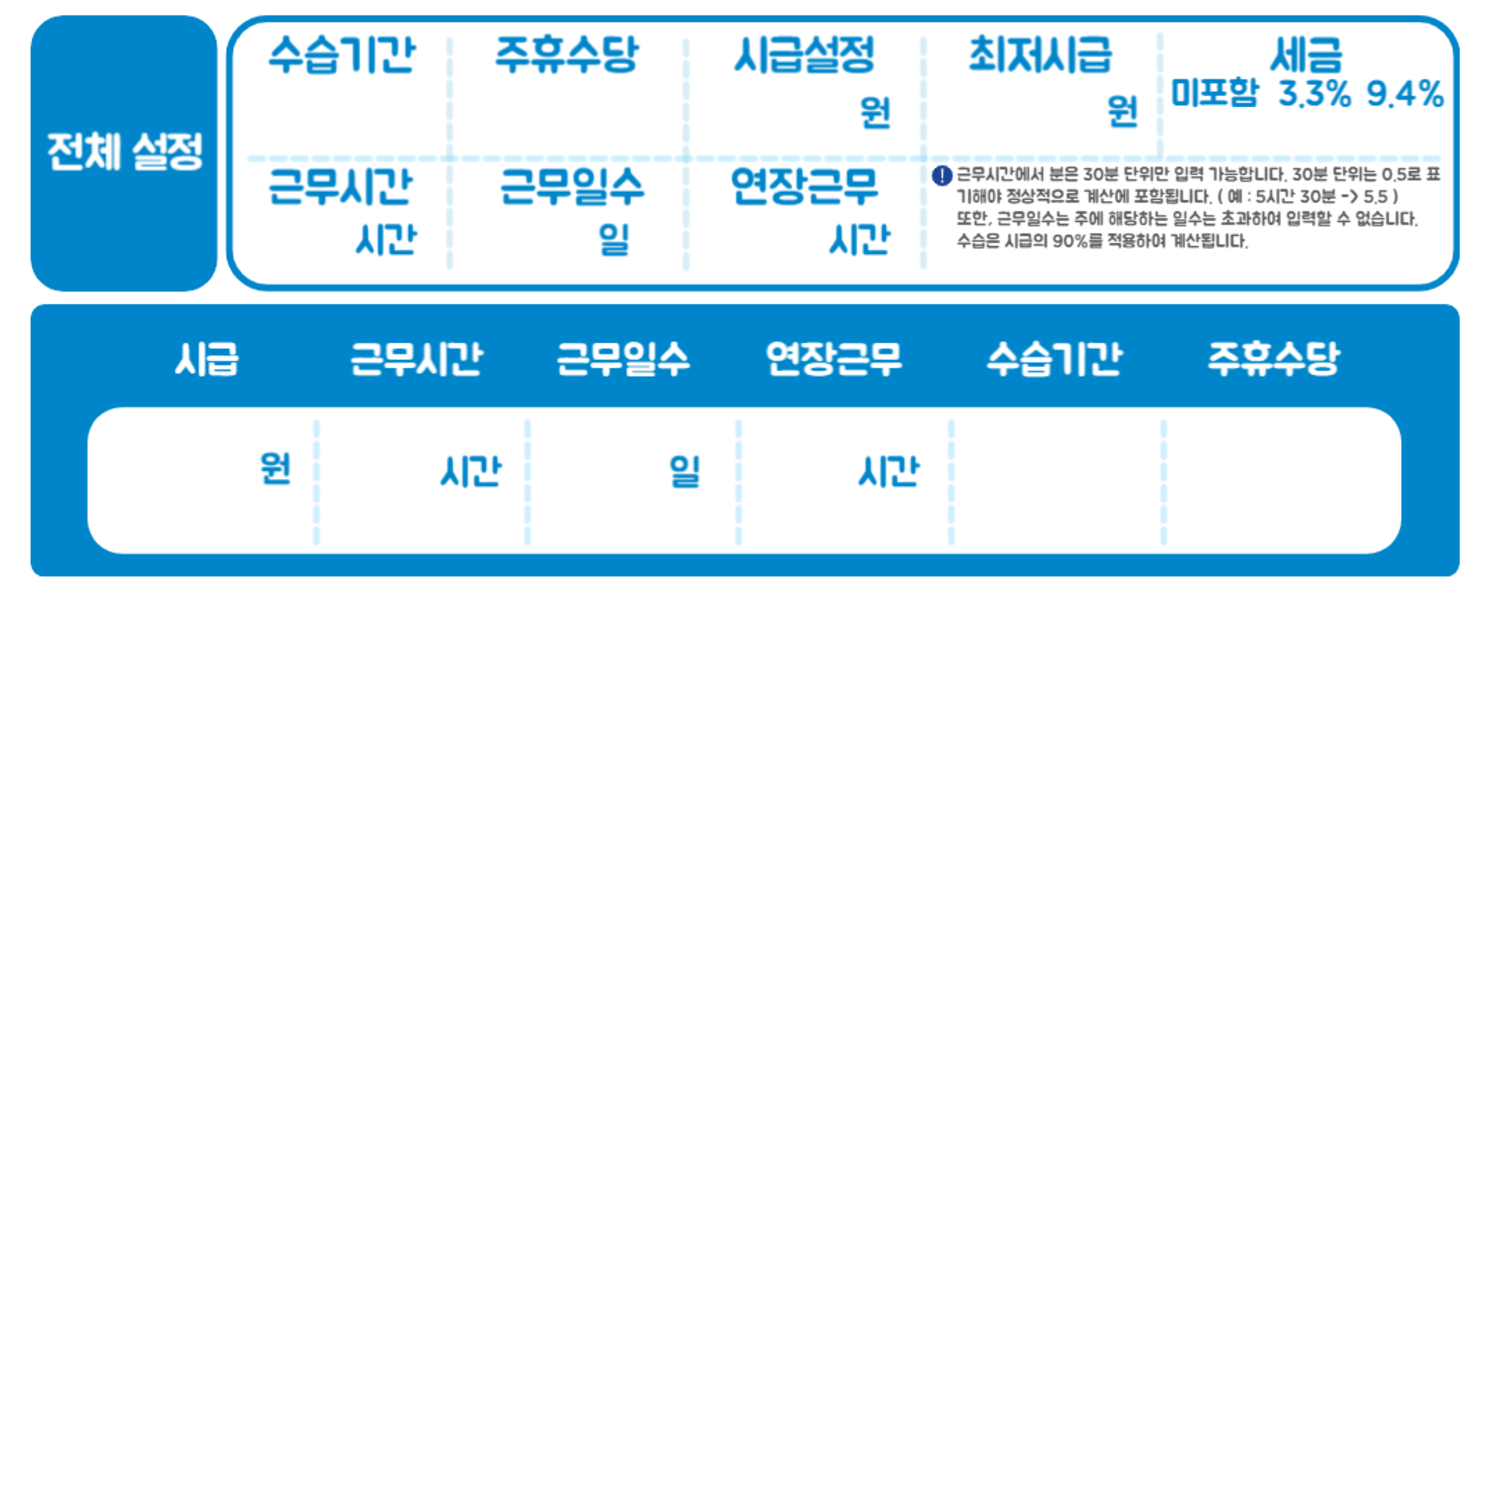 전체 설정
수습기간 주휴수당 시급설정 최저시급 세금
원 원 미포함 3.3% 9.4%
근무시간 근무일수 연장근무
시간 일 시간
! 근무시간에서 분은 30분 단위만 입력 가능합니다. 30분 단위는 0.5로 표
기해야 정상적으로 계산에 포함됩니다. ( 예 : 5시간 30분 -> 5.5 )
또한, 근무일수는 주에 해당하는 일수는 초과하여 입력할 수 없습니다.
수습은 시급의 90%를 적용하여 계산됩니다.
시급 근무시간 근무일수 연장근무 수습기간 주휴수당
원 시간 일 시간